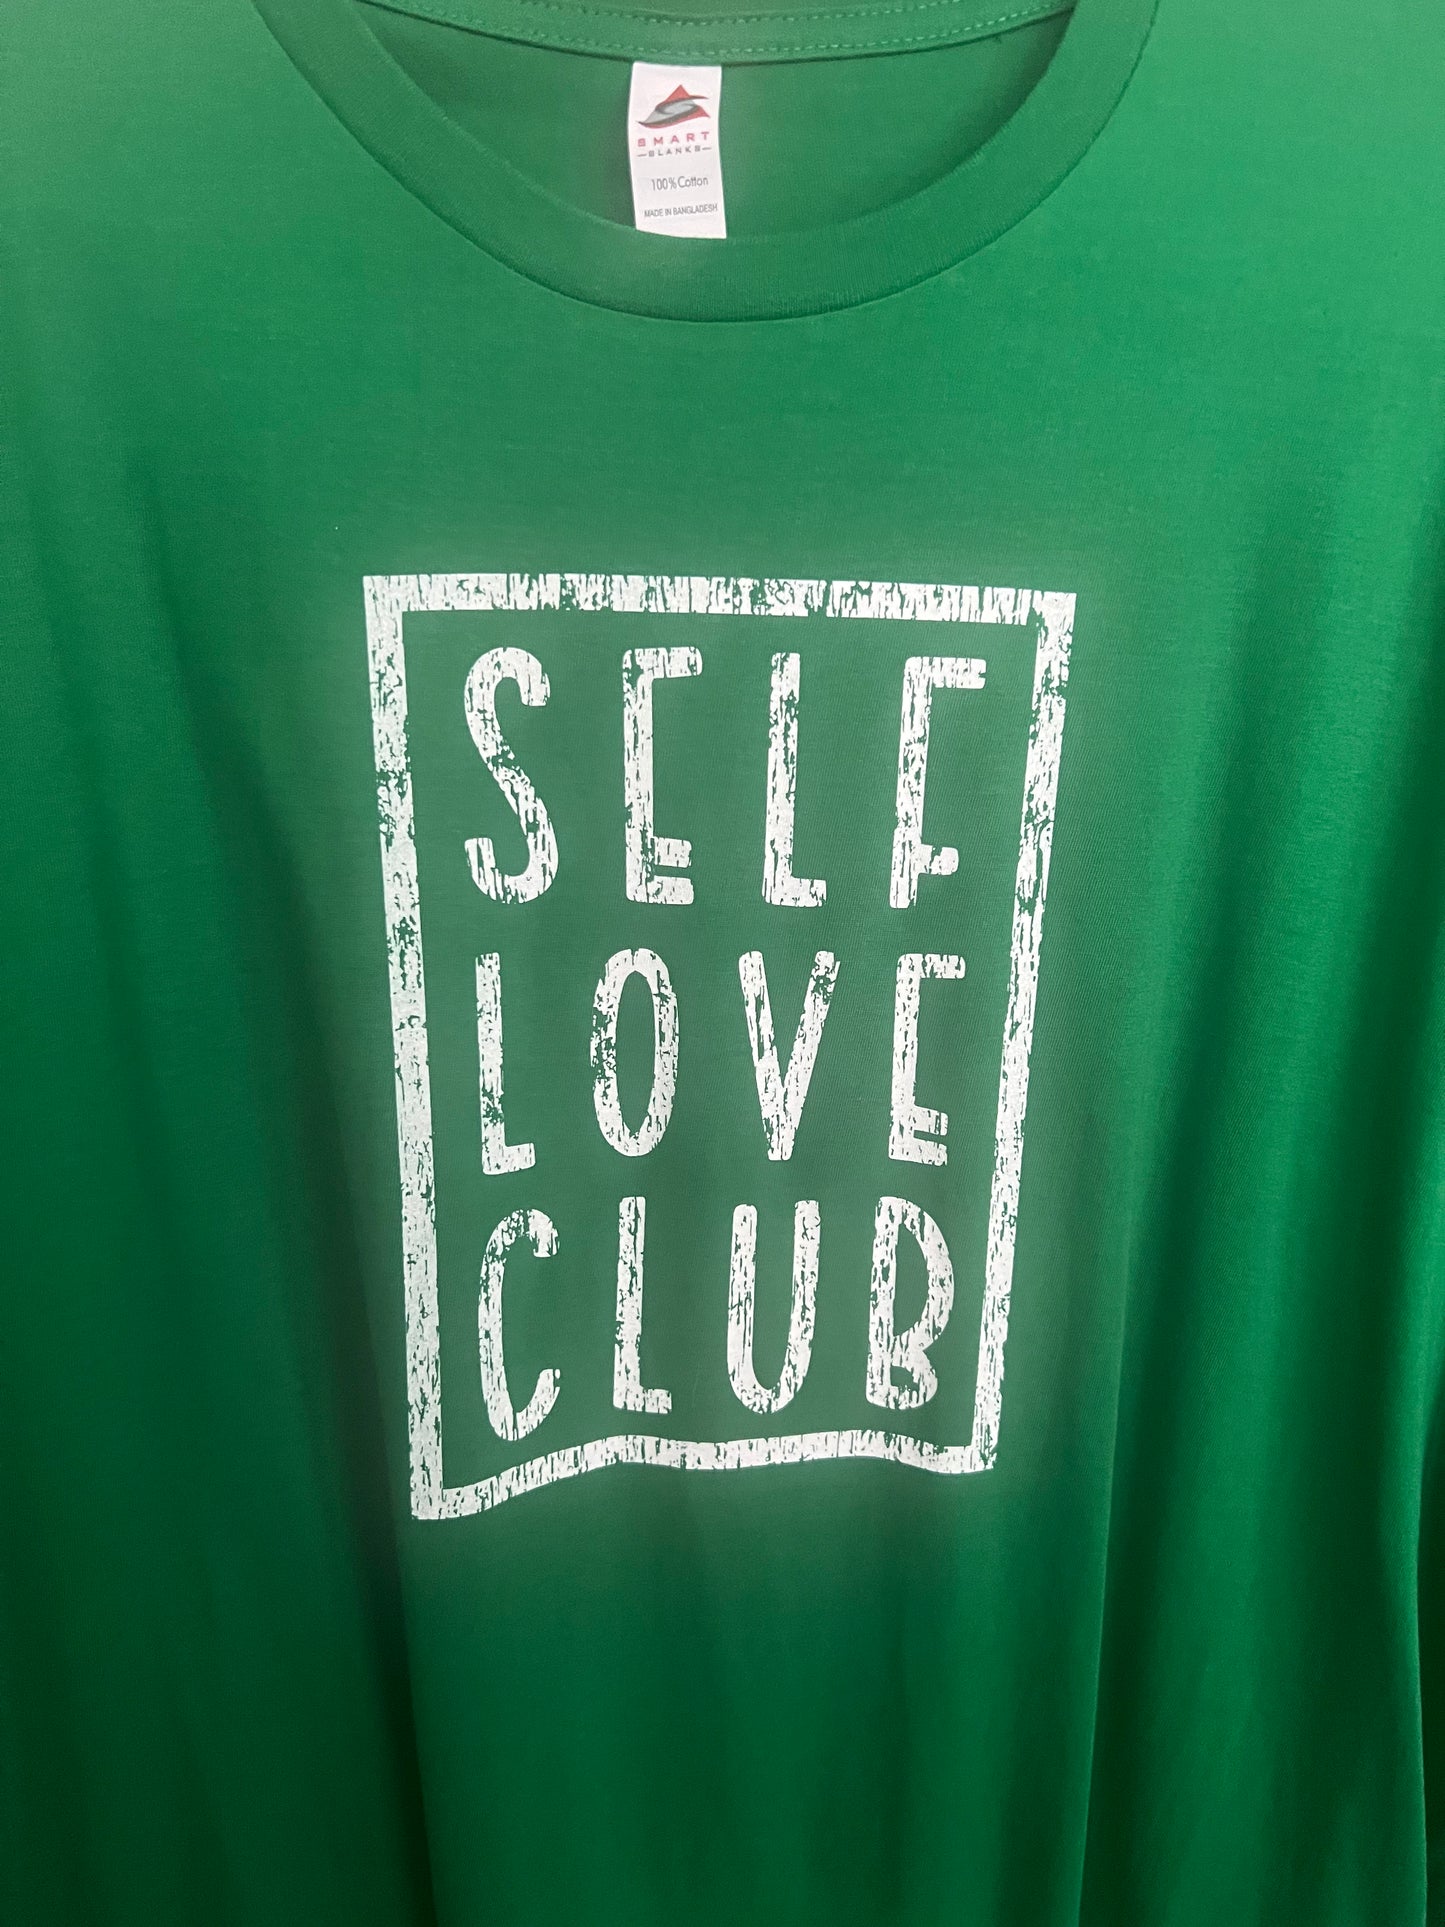 SMART
BLANKS
100% Cotton
MADE IN BANGLADESH
SELF
LOVE
CLUB